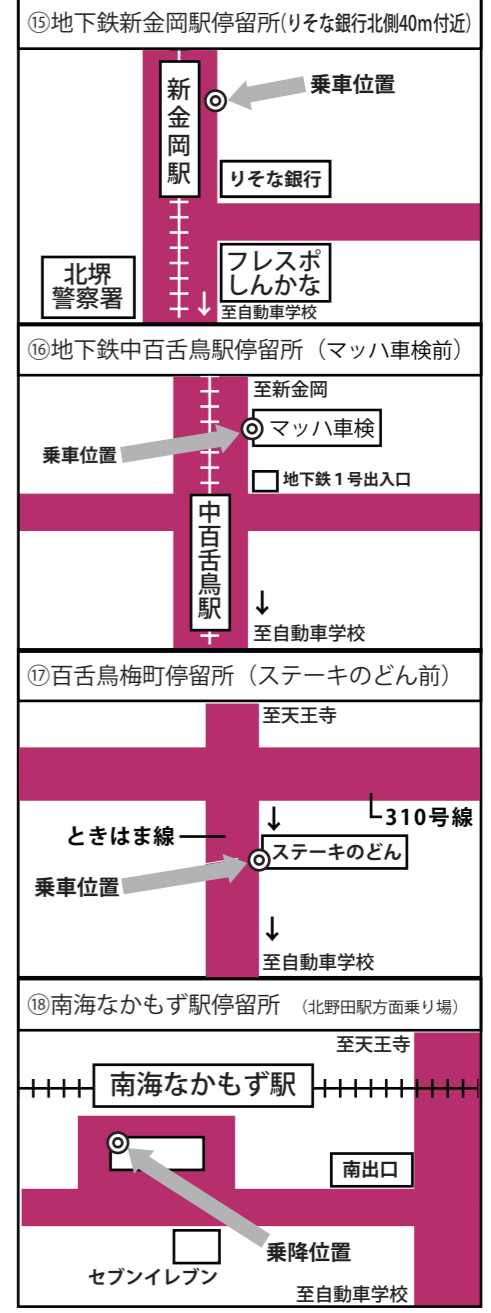 ⑮地下鉄新金岡駅停留所(りそな銀行北側40m付近)
新金岡駅
乗車位置
りそな銀行
北堺
警察署
フレスポ
しんかな
↓
至自動車学校
⑯地下鉄中百舌鳥駅停留所（マッハ車検前）
至新金岡
マッハ車検
乗車位置
地下鉄1号出入口
中百舌鳥駅
↓
至自動車学校
⑰百舌鳥梅町停留所（ステーキのどん前）
至天王寺
310号線
ときはま線
↓
ステーキのどん
乗車位置
↓
至自動車学校
⑱南海なかもず駅停留所（北野田駅方面乗り場）
至天王寺
南海なかもず駅
南出口
乗降位置
セブンイレブン
至自動車学校